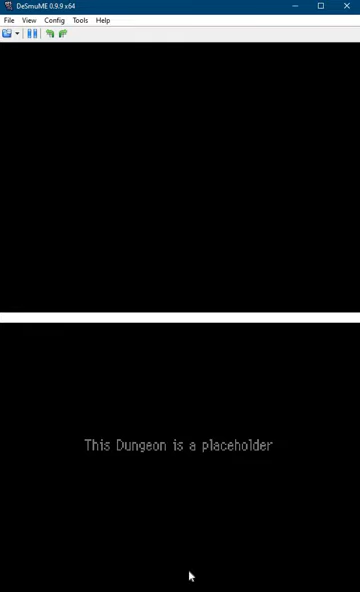 DeSmuME 0.9.9 x64
File View Config Tools Help
This Dungeon is a placeholder